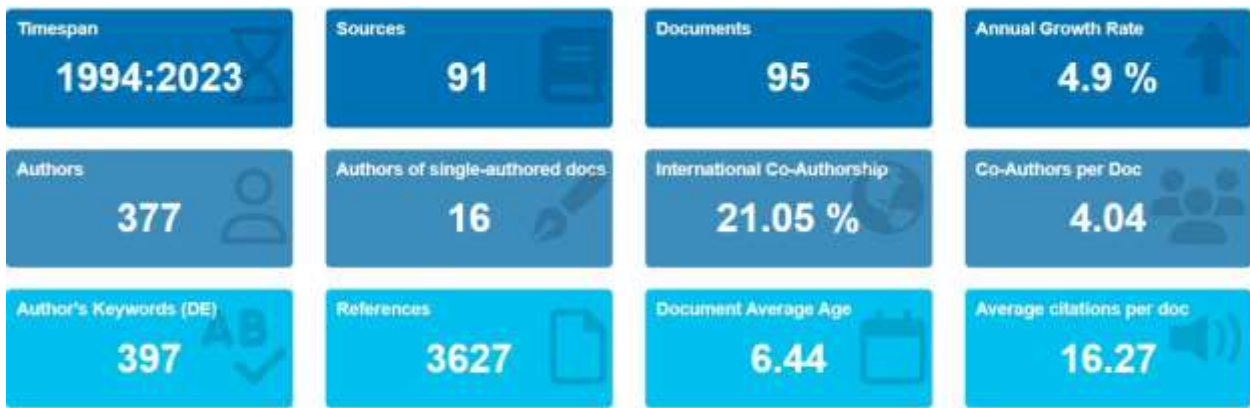 Timespan
1994:2023
Sources
91
Documents
95
Annual Growth Rate
4.9 %
Authors
377
Authors of single-authored docs
16
International Co-Authorship
21.05 %
Co-Authors per Doc
4.04
Author's Keywords (DE)
397
AB
References
3627
Document Average Age
6.44
Average citations per doc
16.27